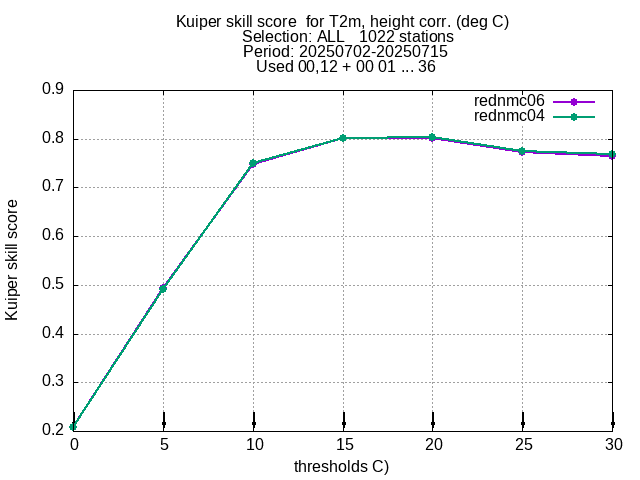 Kuiper skill score  for T2m, height corr. (deg C)
Selection: ALL   1022 stations
Period: 20250702-20250715
Used 00,12 + 00 01 ... 36
rednmc06
rednmc04
0.9
0.8
0.7
0.6
0.5
0.4
0.3
0.2
Kuiper skill score
0 5 10 15 20 25 30
thresholds C)